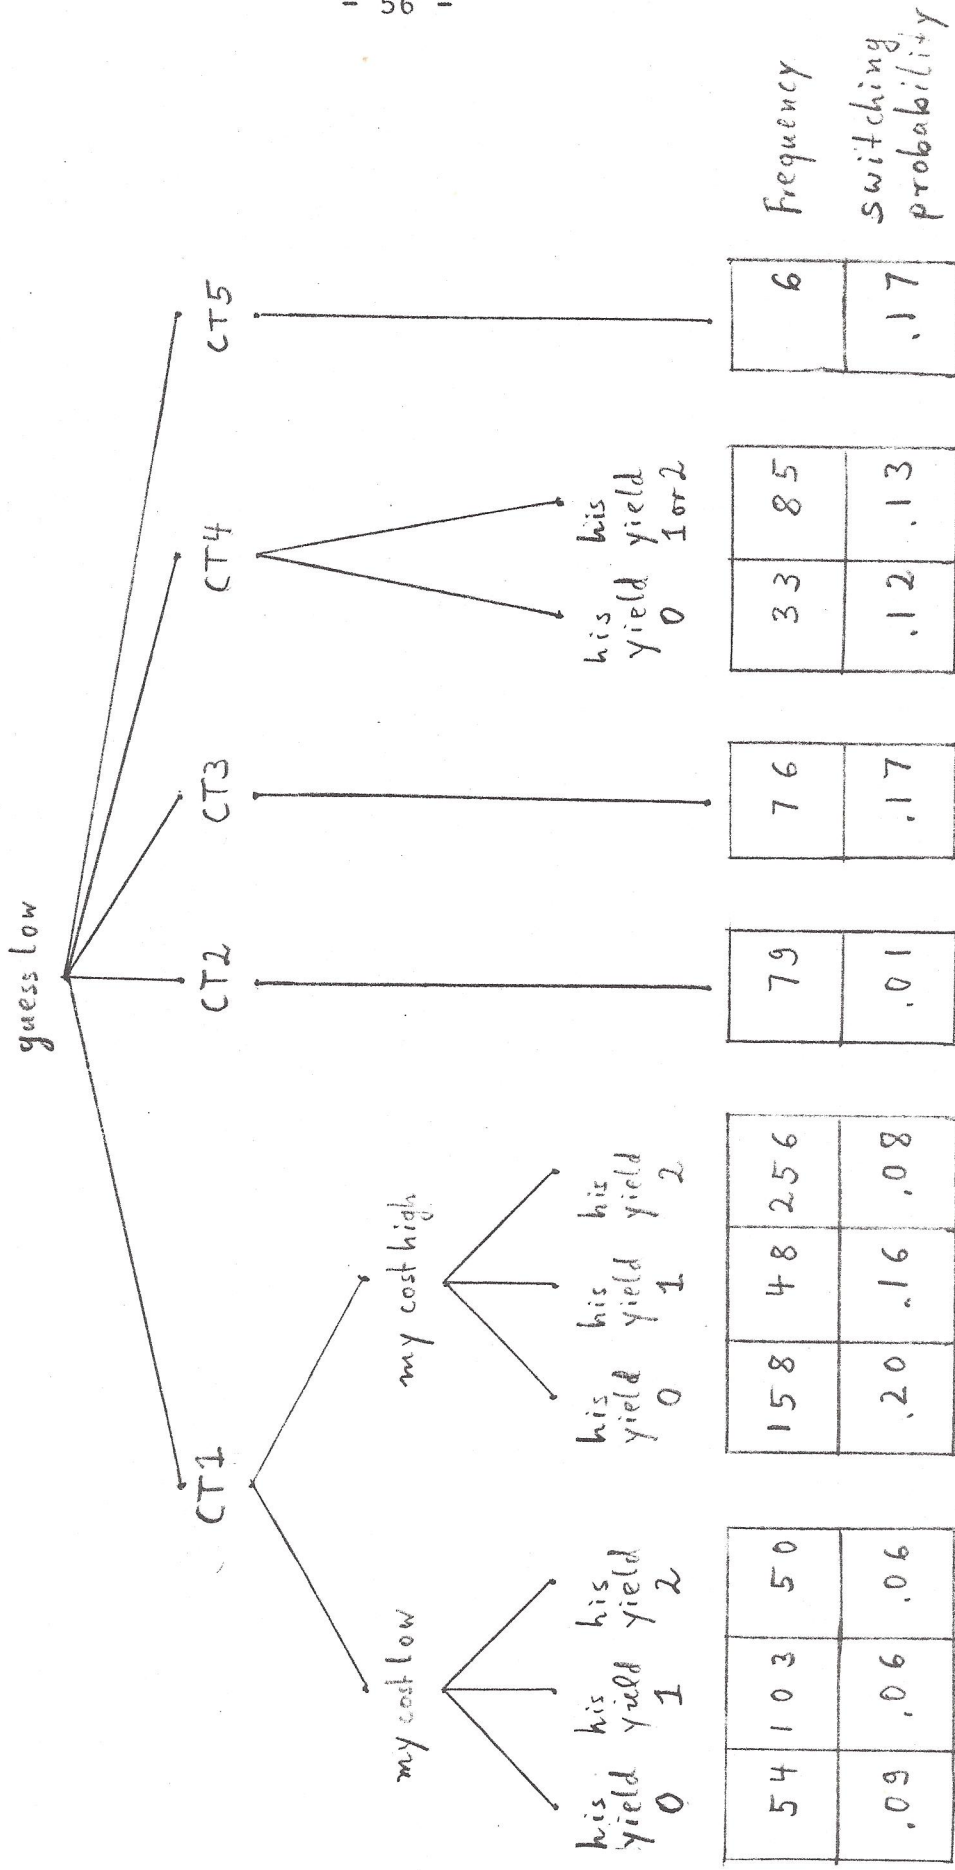 - 56 -
guess low
CT1
CT2
CT3
CT4
CT5
my cost low
my cost high
his yield 0
his yield 1
his yield 2
his yield 0
his yield 1
his yield 2
his yield 0
his yield 1 or 2
54 103 50
158 48 256
79
76
33 85
6
Frequency
.09 .06 .06
.20 .16 .08
.01
.17
.12 .13
.17
switching
probability